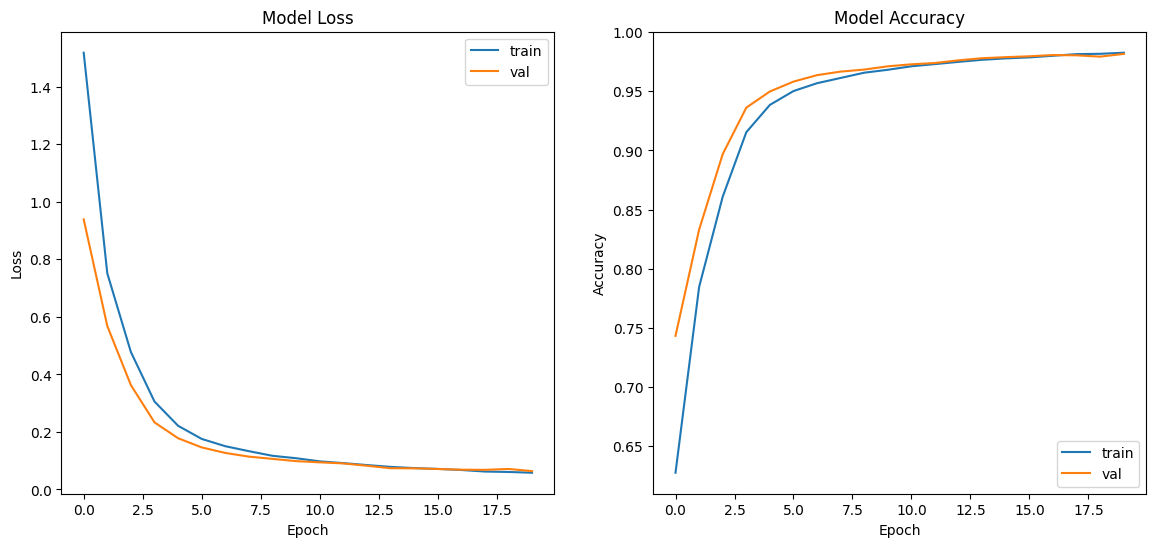 Model Loss
train
val
1.4
1.2
1.0
0.8
0.6
0.4
0.2
0.0
Loss
0.0 2.5 5.0 7.5 10.0 12.5 15.0 17.5
Epoch
Model Accuracy
1.00
0.95
0.90
0.85
0.80
0.75
0.70
0.65
Accuracy
train
val
0.0 2.5 5.0 7.5 10.0 12.5 15.0 17.5
Epoch